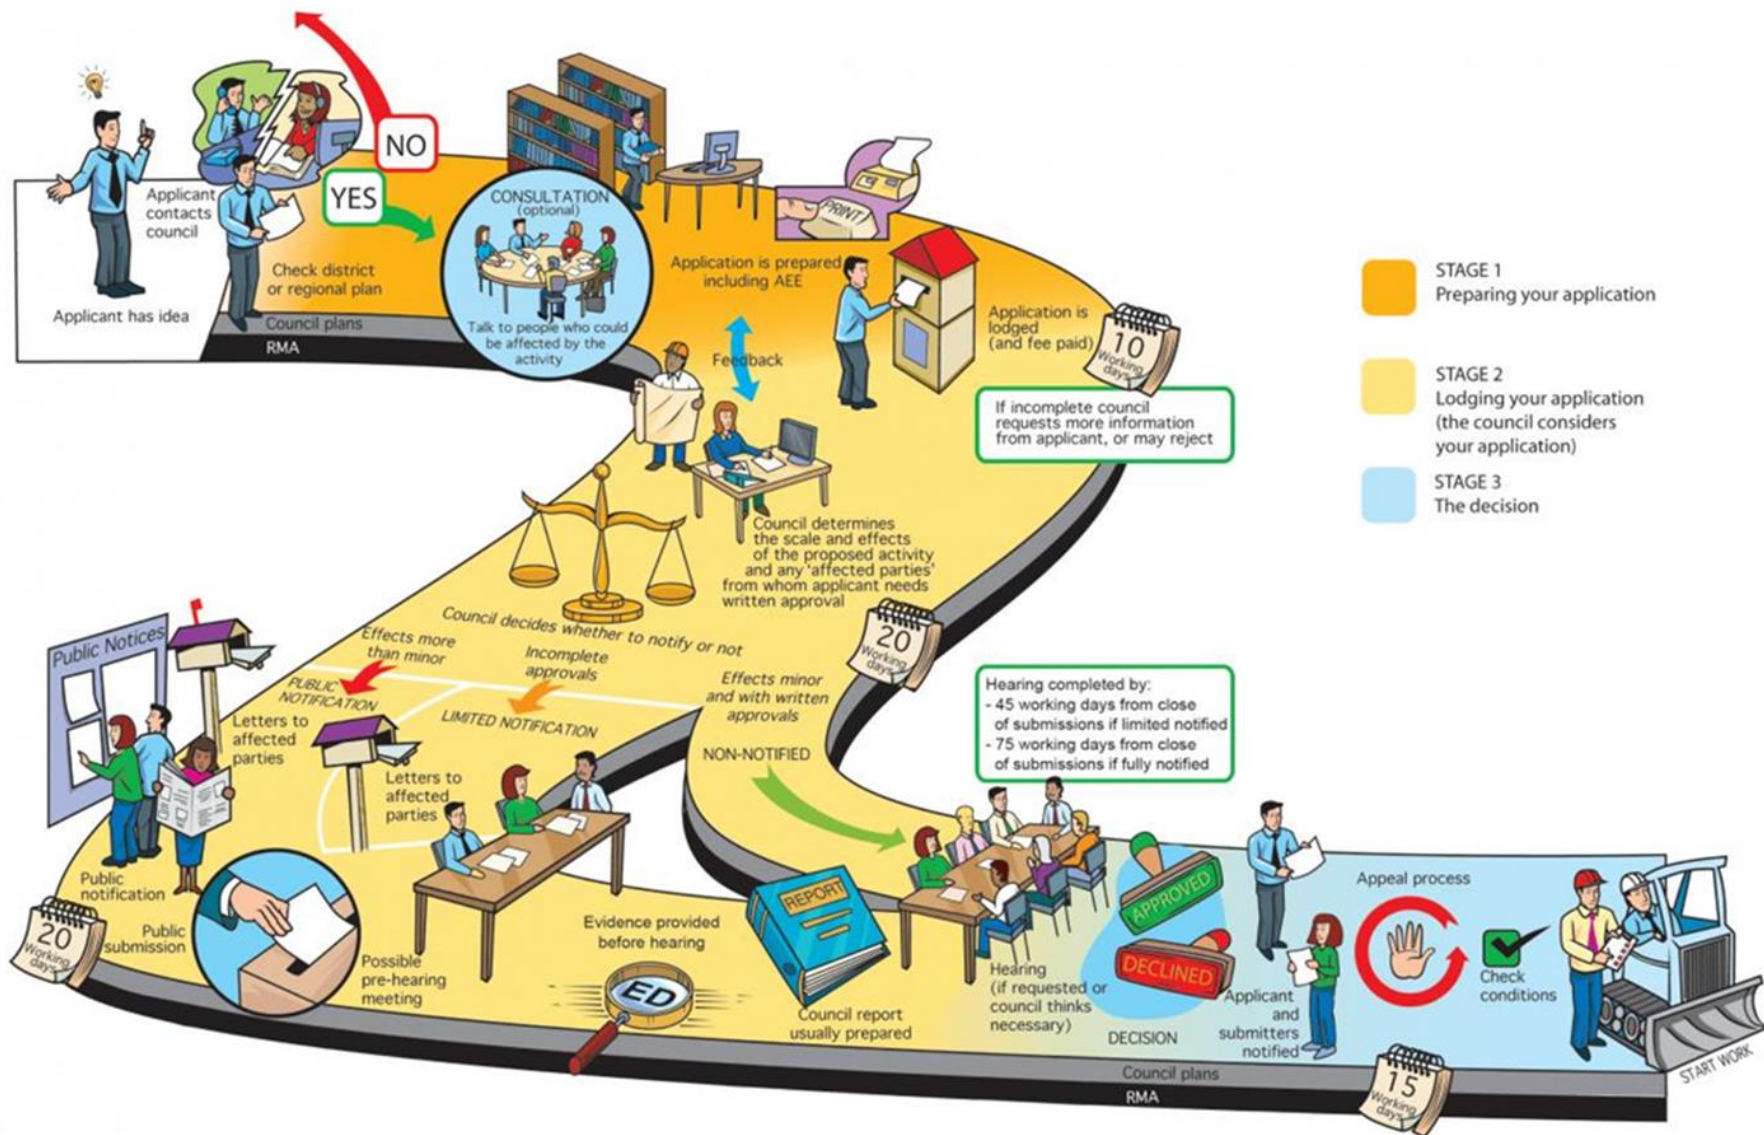 NO
YES
Applicant
contacts
council
Applicant has idea
Check district
or regional plan
Council plans
RMA
CONSULTATION
(optional)
Talk to people who could
be affected by the
activity
Application is prepared
including AEE
PRINT
Feedback
Application is
lodged
(and fee paid)
10
Working
days
If incomplete council
requests more information
from applicant, or may reject
STAGE 1
Preparing your application
STAGE 2
Lodging your application
(the council considers
your application)
STAGE 3
The decision
Council determines
the scale and effects
of the proposed activity
and any 'affected parties'
from whom applicant needs
written approval
20
Working
days
Council decides whether to notify or not
Effects more
than minor
PUBLIC
NOTIFICATION
Incomplete
approvals
LIMITED NOTIFICATION
Effects minor
and with written
approvals
NON-NOTIFIED
Public Notices
Letters to
affected
parties
Letters to
affected
parties
Public
notification
20
Working
days
Public
submission
Possible
pre-hearing
meeting
Evidence provided
before hearing
ED
REPORT
Council report
usually prepared
Hearing completed by:
- 45 working days from close
of submissions if limited notified
- 75 working days from close
of submissions if fully notified
Hearing
(if requested or
council thinks
necessary)
APPROVED
DECLINED
DECISION
Applicant
and
submitters
notified
Appeal process
Check
conditions
START WORK
15
Working
days
Council plans
RMA